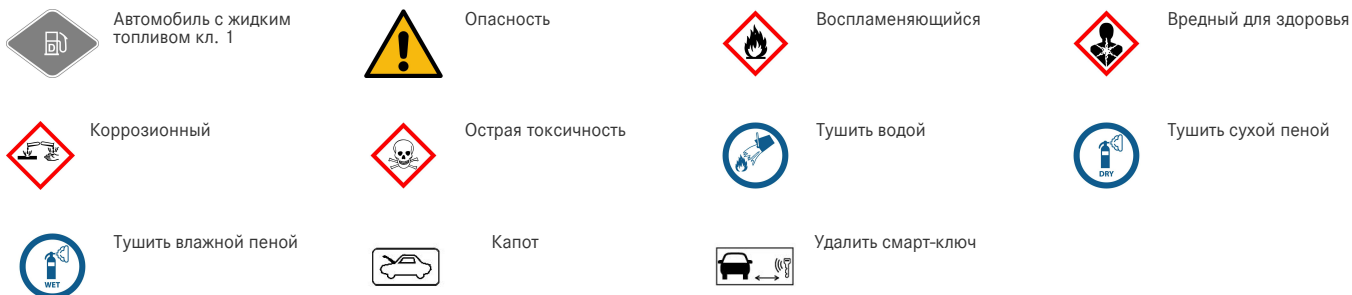 Автомобиль с жидким
топливом кл. 1
D
Опасность
Воспламеняющийся
Вредный для здоровья
Коррозионный
Острая токсичность
Тушить водой
Тушить сухой пеной
DRY
Тушить влажной пеной
WET
Капот
Удалить смарт-ключ